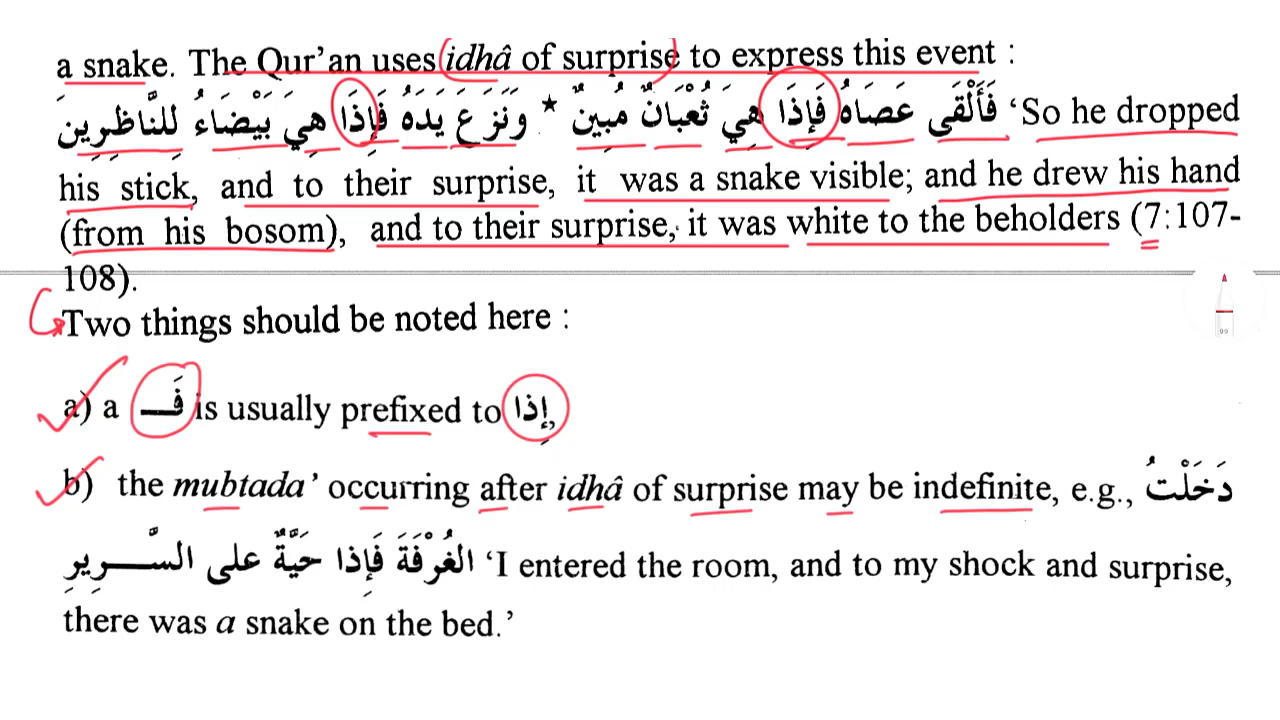 a snake. The Qur’an uses idhâ of surprise to express this event :
فَأَلْقَى عَصَاهُ فَإِذَا هِيَ ثُعْبَانٌ مُبِينٌ * وَنَزَعَ يَدَهُ فَإِذَا هِيَ بَيْضَاءُ لِلنَّاظِرِينَ ‘So he dropped
his stick, and to their surprise, it was a snake visible; and he drew his hand
(from his bosom), and to their surprise, it was white to the beholders (7:107-
108).
Two things should be noted here :
a) a فَـ is usually prefixed to إِذا,
b) the mubtada’ occurring after idhâ of surprise may be indefinite, e.g., دَخَلْتُ
الغُرْفَةَ فَإِذا حَيَّةٌ على السَّـرِيرِ ‘I entered the room, and to my shock and surprise,
there was a snake on the bed.’